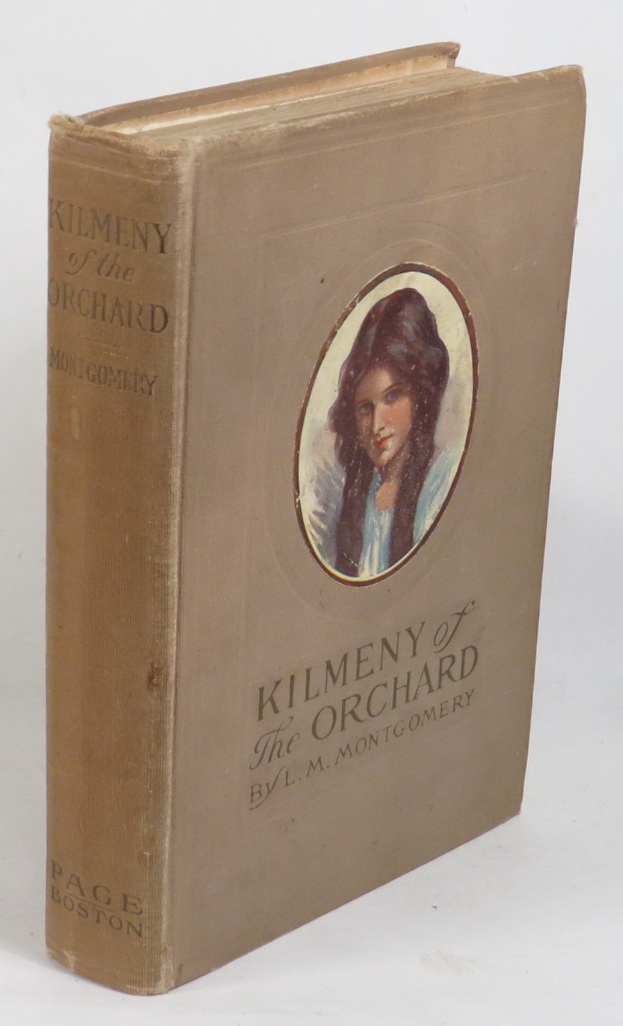 KILMENY
of the
ORCHARD
MONTGOMERY
PAGE
BOSTON
KILMENY of
The ORCHARD
By L. M. MONTGOMERY